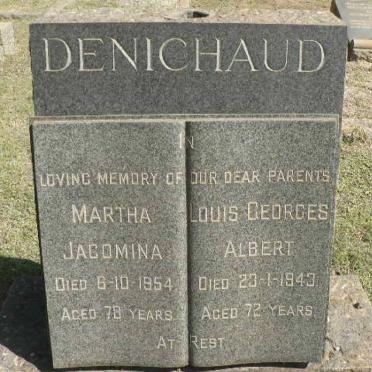 DENICHAUD
IN
LOVING MEMORY OF OUR DEAR PARENTS
MARTHA LOUIS GEORGES
JACOMINA ALBERT
DIED 6-10-1954 DIED 23-1-1943
AGED 78 YEARS. AGED 72 YEARS.
AT REST